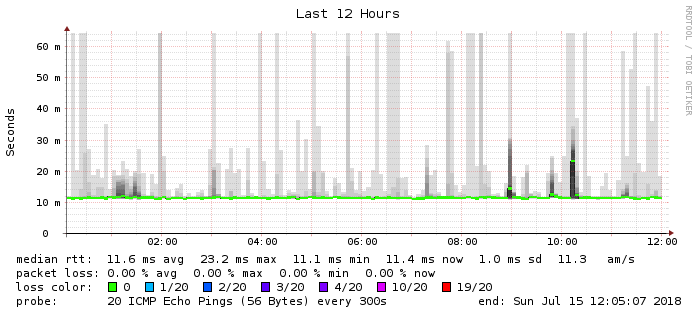 Last 12 Hours
RRDTOOL / TOBI OETIKER
Seconds
60 m
50 m
40 m
30 m
20 m
10 m
0
02:00 04:00 06:00 08:00 10:00 12:00
median rtt: 11.6 ms avg 23.2 ms max 11.1 ms min 11.4 ms now 1.0 ms sd 11.3 am/s
packet loss: 0.00 % avg 0.00 % max 0.00 % min 0.00 % now
loss color: 0 1/20 2/20 3/20 4/20 10/20 19/20
probe: 20 ICMP Echo Pings (56 Bytes) every 300s end: Sun Jul 15 12:05:07 2018